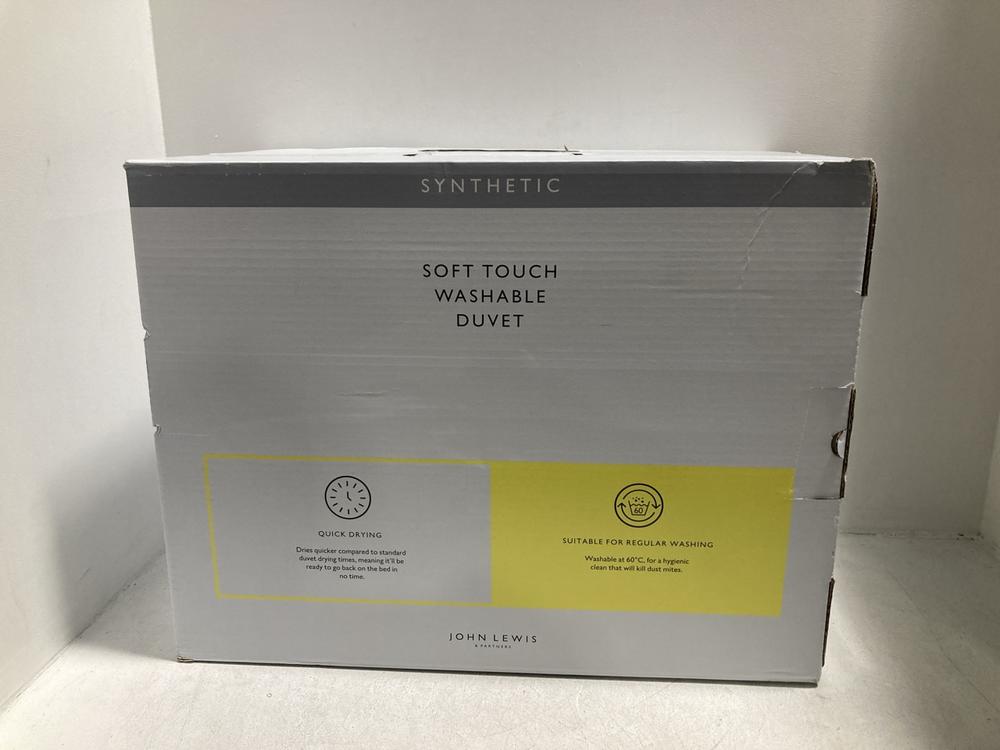 SYNTHETIC
SOFT TOUCH
WASHABLE
DUVET
QUICK DRYING
Dries quicker compared to standard
duvet drying times, meaning it'll be
ready to go back on the bed in
no time.
60
SUITABLE FOR REGULAR WASHING
Washable at 60°C, for a hygienic
clean that will kill dust mites.
JOHN LEWIS
& PARTNERS